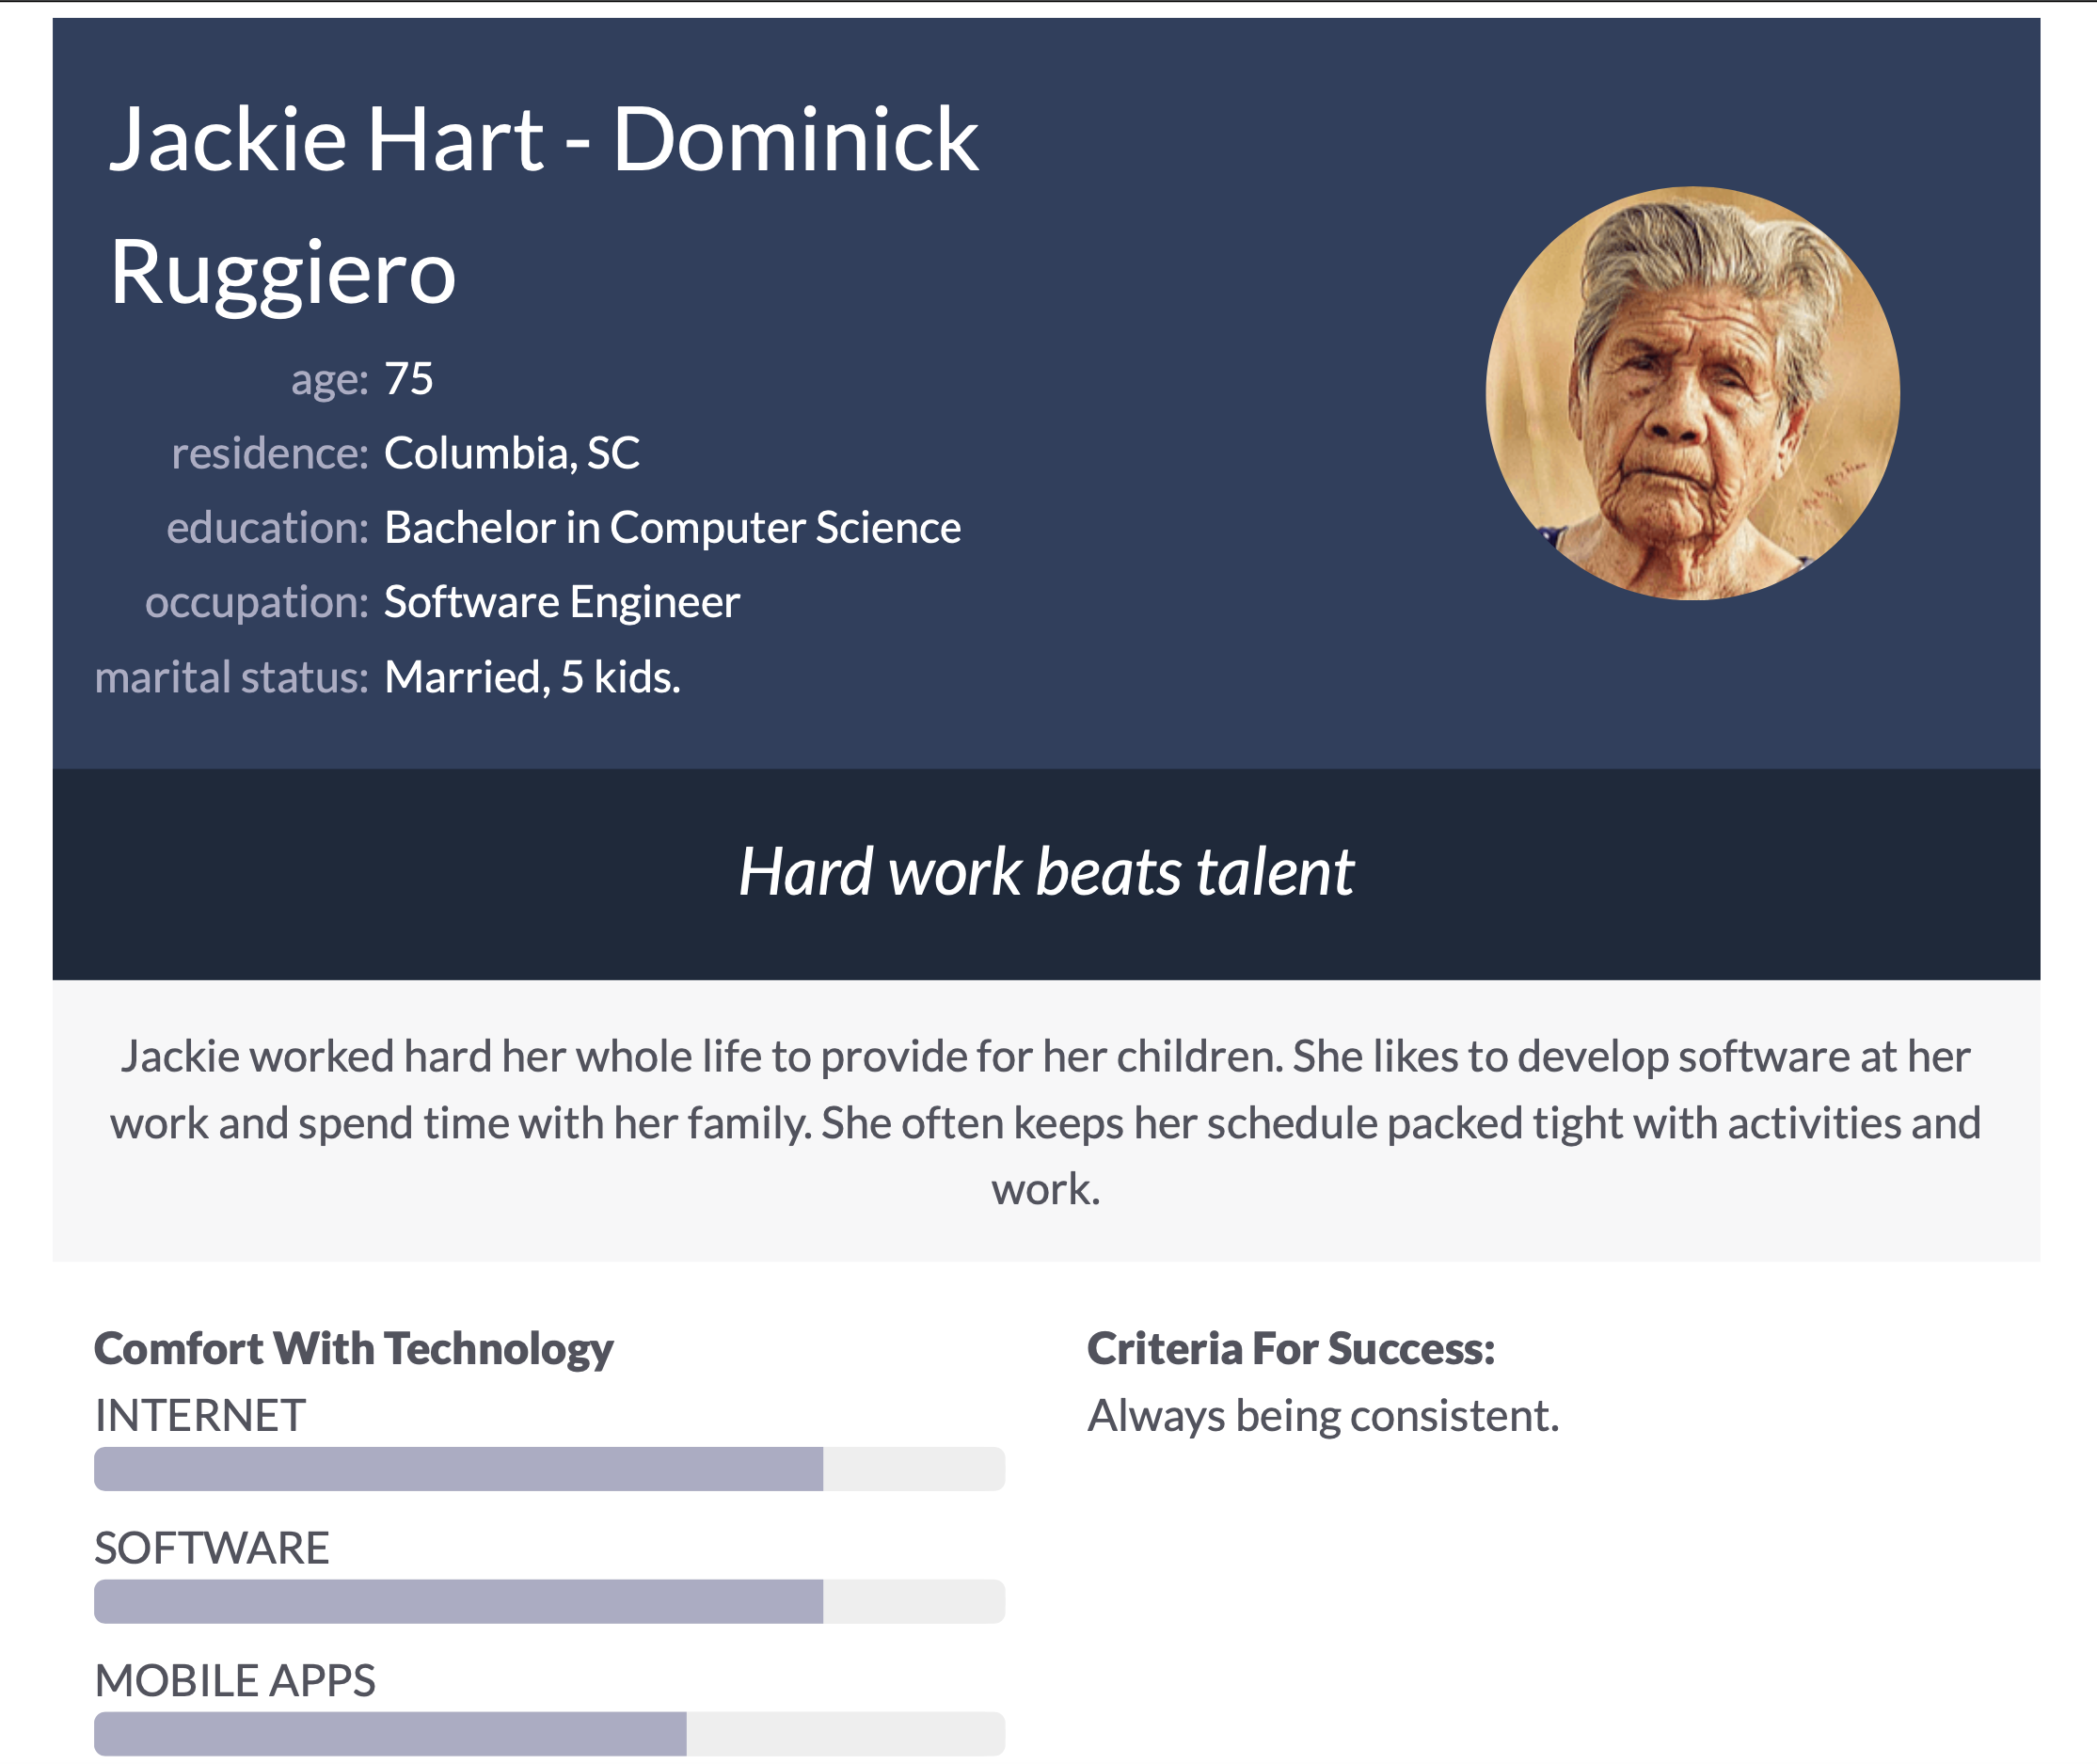 Jackie Hart - Dominick
Ruggiero
age: 75
residence: Columbia, SC
education: Bachelor in Computer Science
occupation: Software Engineer
marital status: Married, 5 kids.
Hard work beats talent
Jackie worked hard her whole life to provide for her children. She likes to develop software at her
work and spend time with her family. She often keeps her schedule packed tight with activities and
work.
Comfort With Technology
INTERNET
SOFTWARE
MOBILE APPS
Criteria For Success:
Always being consistent.